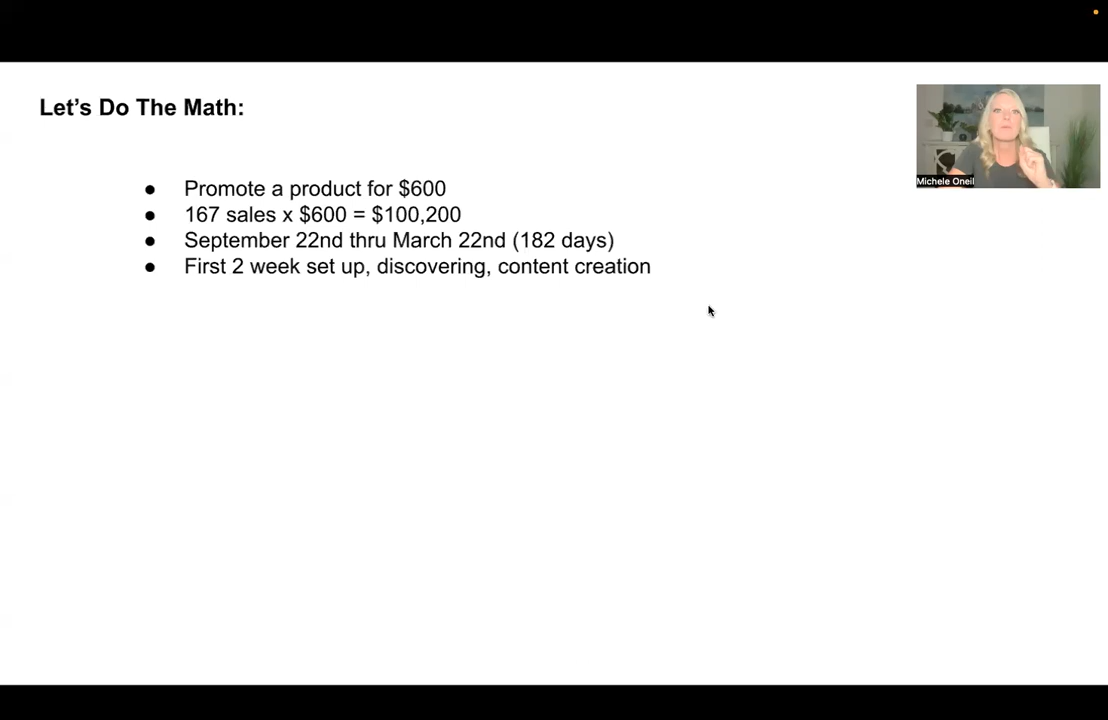 Let's Do The Math:
● Promote a product for $600
● 167 sales x $600 = $100,200
● September 22nd thru March 22nd (182 days)
● First 2 week set up, discovering, content creation
Michele Oneil